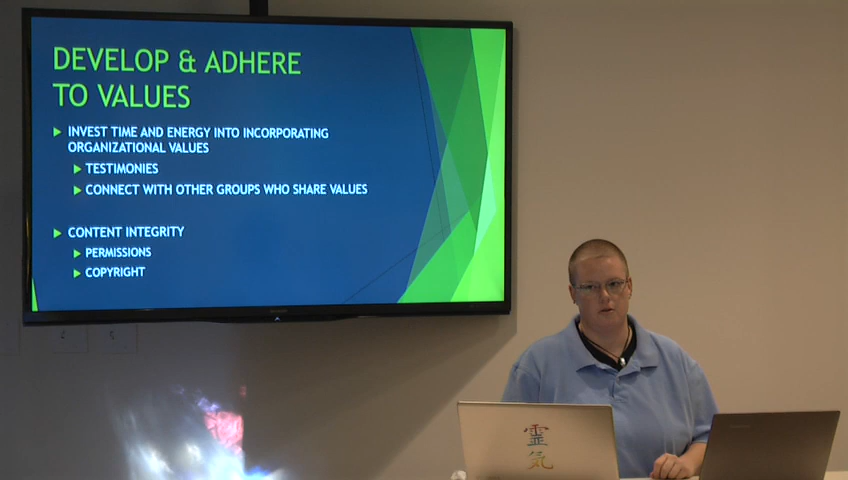 DEVELOP & ADHERE
TO VALUES
INVEST TIME AND ENERGY INTO INCORPORATING
ORGANIZATIONAL VALUES
TESTIMONIES
CONNECT WITH OTHER GROUPS WHO SHARE VALUES
CONTENT INTEGRITY
PERMISSIONS
COPYRIGHT
靈
気